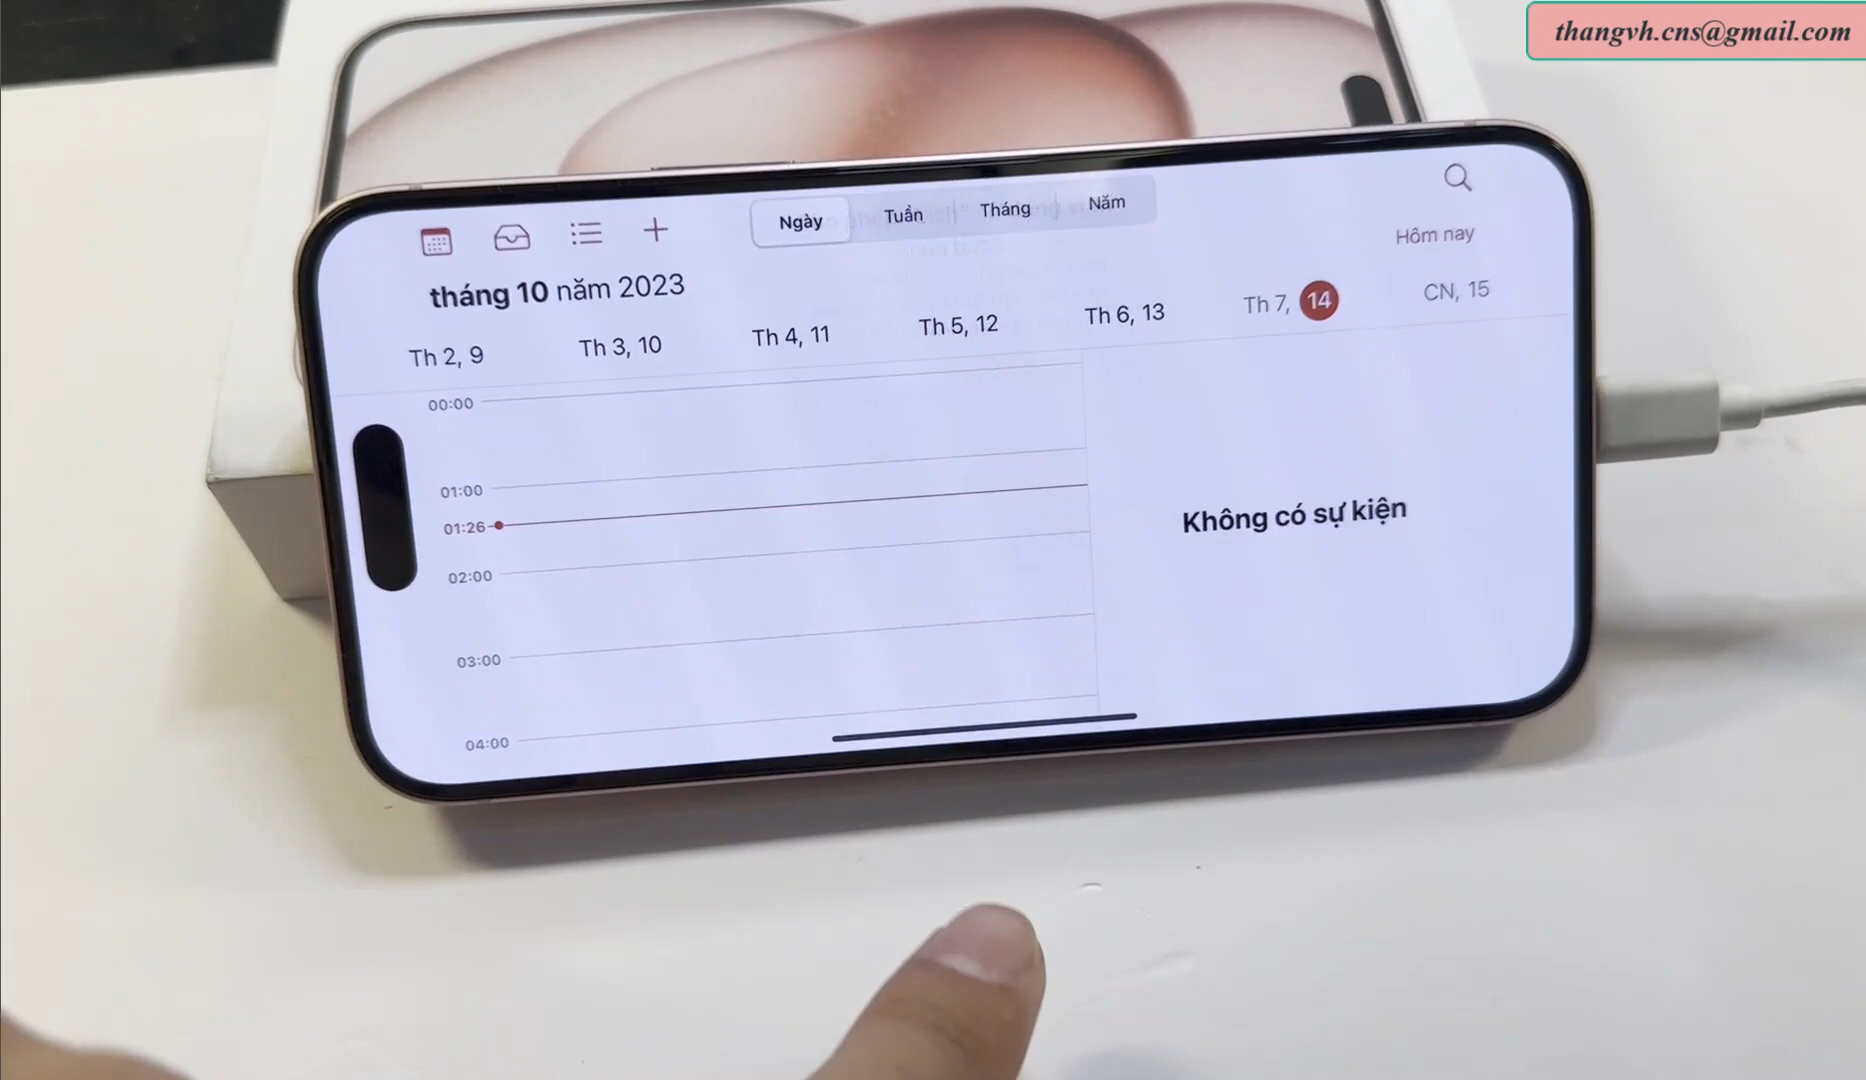 thangvh.cns@gmail.com
Ngày Tuần Tháng Năm
Hôm nay
tháng 10 năm 2023
Th 2, 9 Th 3, 10 Th 4, 11 Th 5, 12 Th 6, 13 Th 7, 14 CN, 15
00:00
01:00
01:26
Không có sự kiện
02:00
03:00
04:00